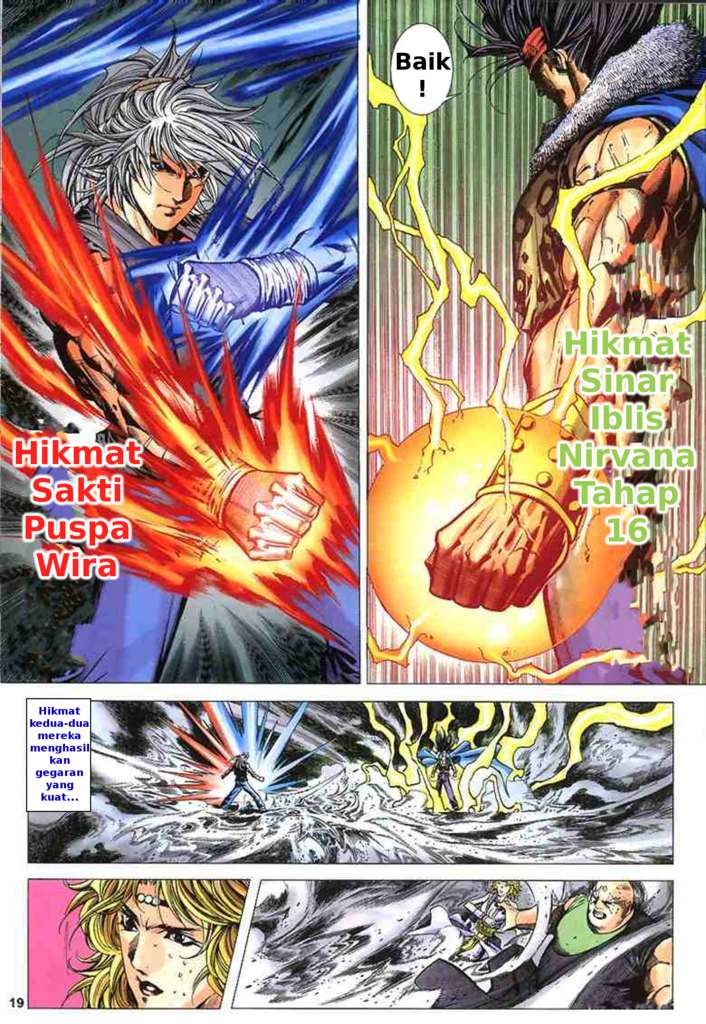 Baik
!
Hikmat
Sakti
Puspa
Wira
Hikmat
Sinar
Iblis
Nirvana
Tahap
16
Hikmat
kedua-dua
mereka
menghasil
kan
gegaran
yang
kuat...
19